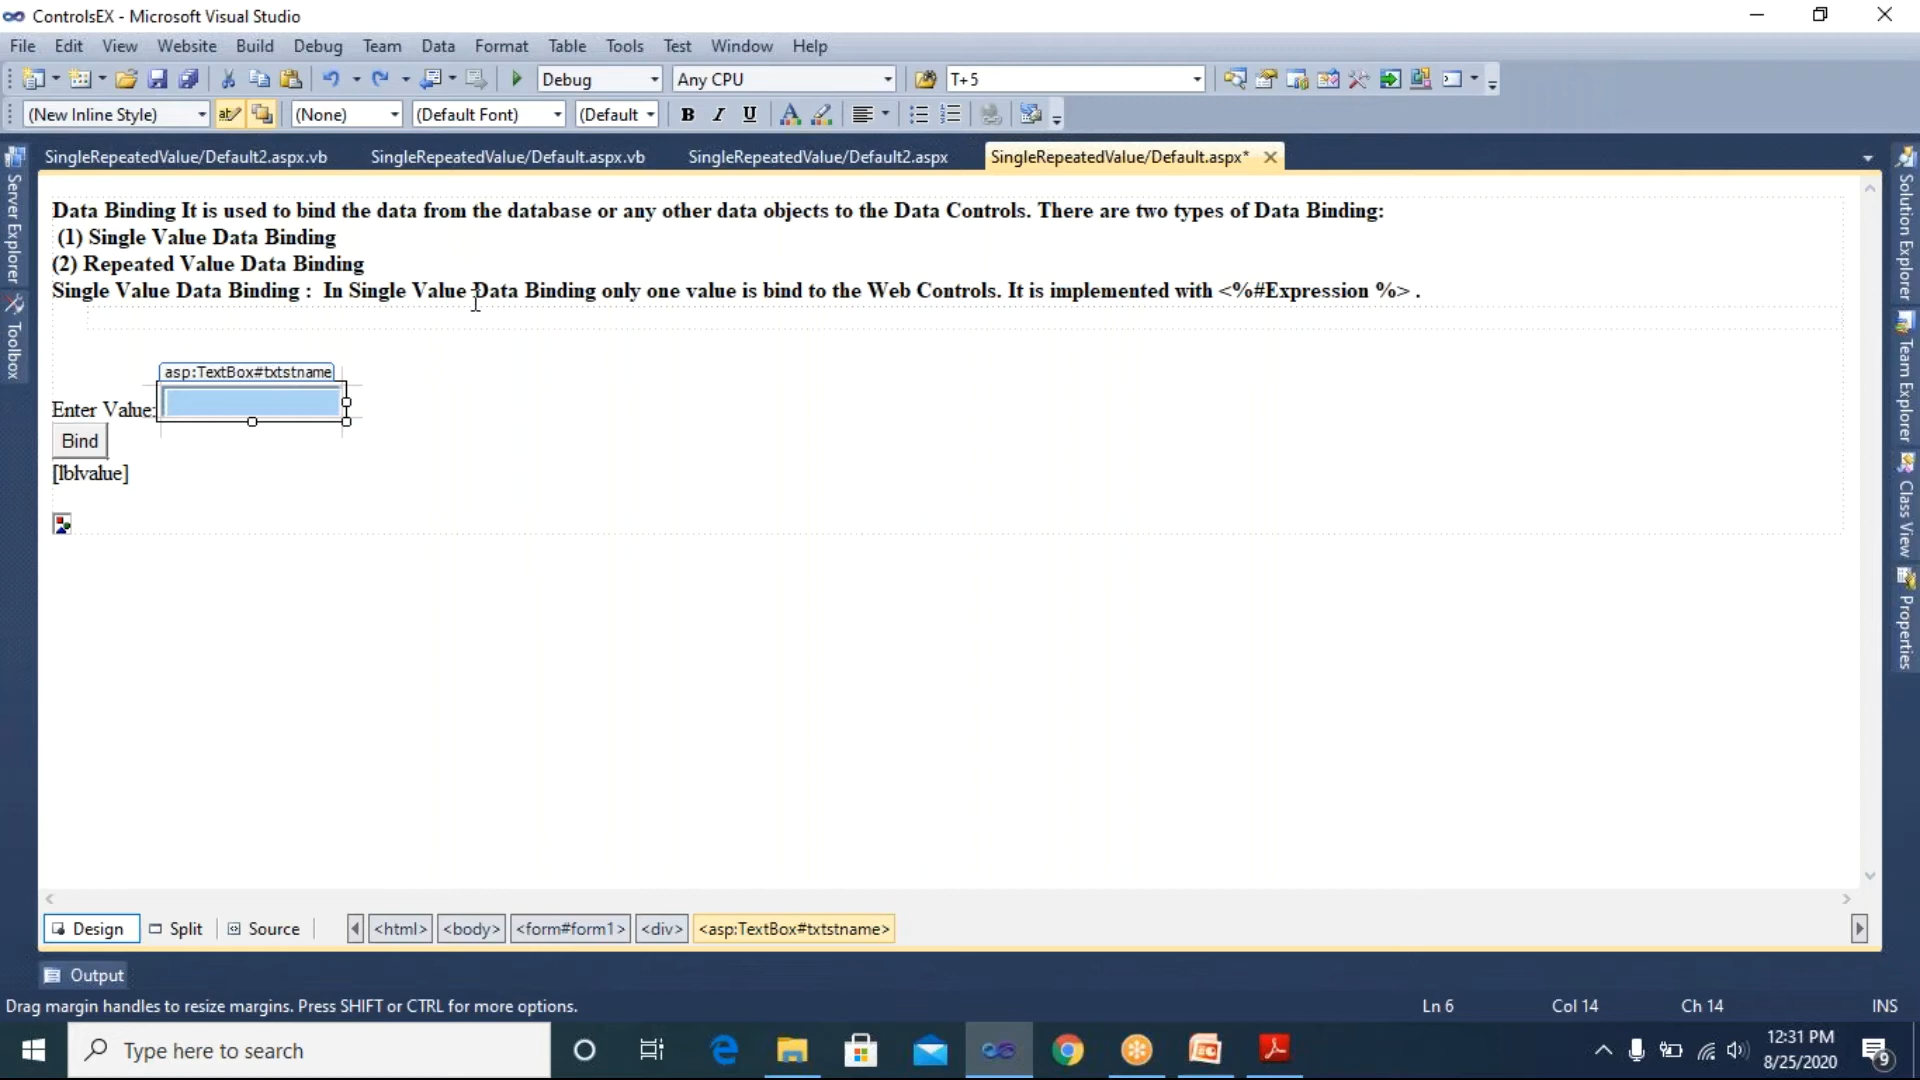 ControlsEX - Microsoft Visual Studio
File Edit View Website Build Debug Team Data Format Table Tools Test Window Help
Debug Any CPU T+5
(New Inline Style) (None) (Default Font) (Default B I U
SingleRepeatedValue/Default2.aspx.vb SingleRepeatedValue/Default.aspx.vb SingleRepeatedValue/Default2.aspx SingleRepeatedValue/Default.aspx*
Server Explorer
Toolbox
Solution Explorer
Team Explorer
Class View
Properties
Data Binding It is used to bind the data from the database or any other data objects to the Data Controls. There are two types of Data Binding:
(1) Single Value Data Binding
(2) Repeated Value Data Binding
Single Value Data Binding : In Single Value Data Binding only one value is bind to the Web Controls. It is implemented with <%#Expression %> .
asp:TextBox#txtstname
Enter Value:
Bind
[lblvalue]
Design Split Source <html> <body> <form#form1> <div> <asp:TextBox#txtstname>
Output
Drag margin handles to resize margins. Press SHIFT or CTRL for more options. Ln 6 Col 14 Ch 14 INS
Type here to search
12:31 PM
8/25/2020
9